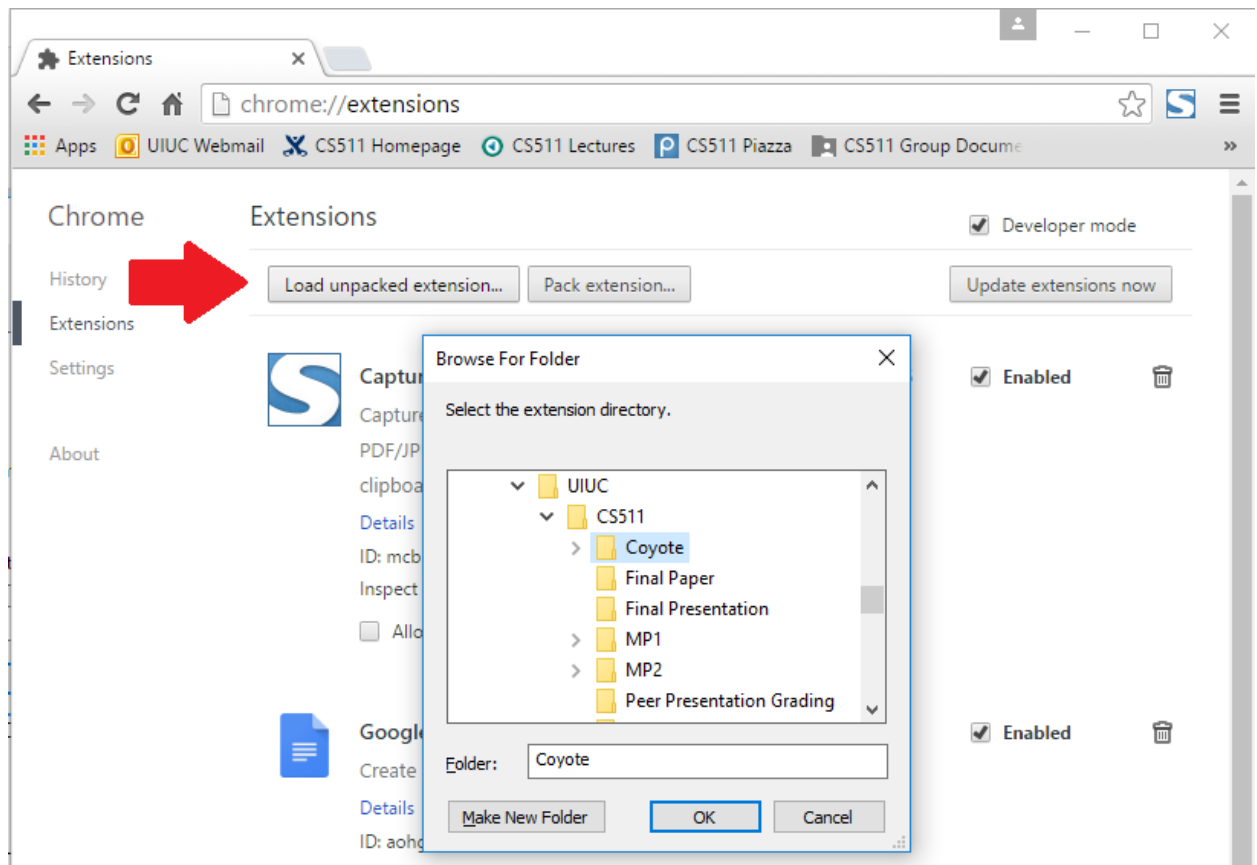 Extensions
chrome://extensions
Apps UIUC Webmail CS511 Homepage CS511 Lectures CS511 Piazza CS511 Group Docume
Chrome
Extensions
Developer mode
History
Load unpacked extension...
Pack extension...
Update extensions now
Extensions
Settings
About
Captur
Enabled
Capture
PDF/JP
clipboa
Details
ID: mcb
Inspect
Allo
Browse For Folder
Select the extension directory.
UIUC
CS511
Coyote
Final Paper
Final Presentation
MP1
MP2
Peer Presentation Grading
Folder: Coyote
Make New Folder
OK
Cancel
Google
Enabled
Create
Details
ID: aohg